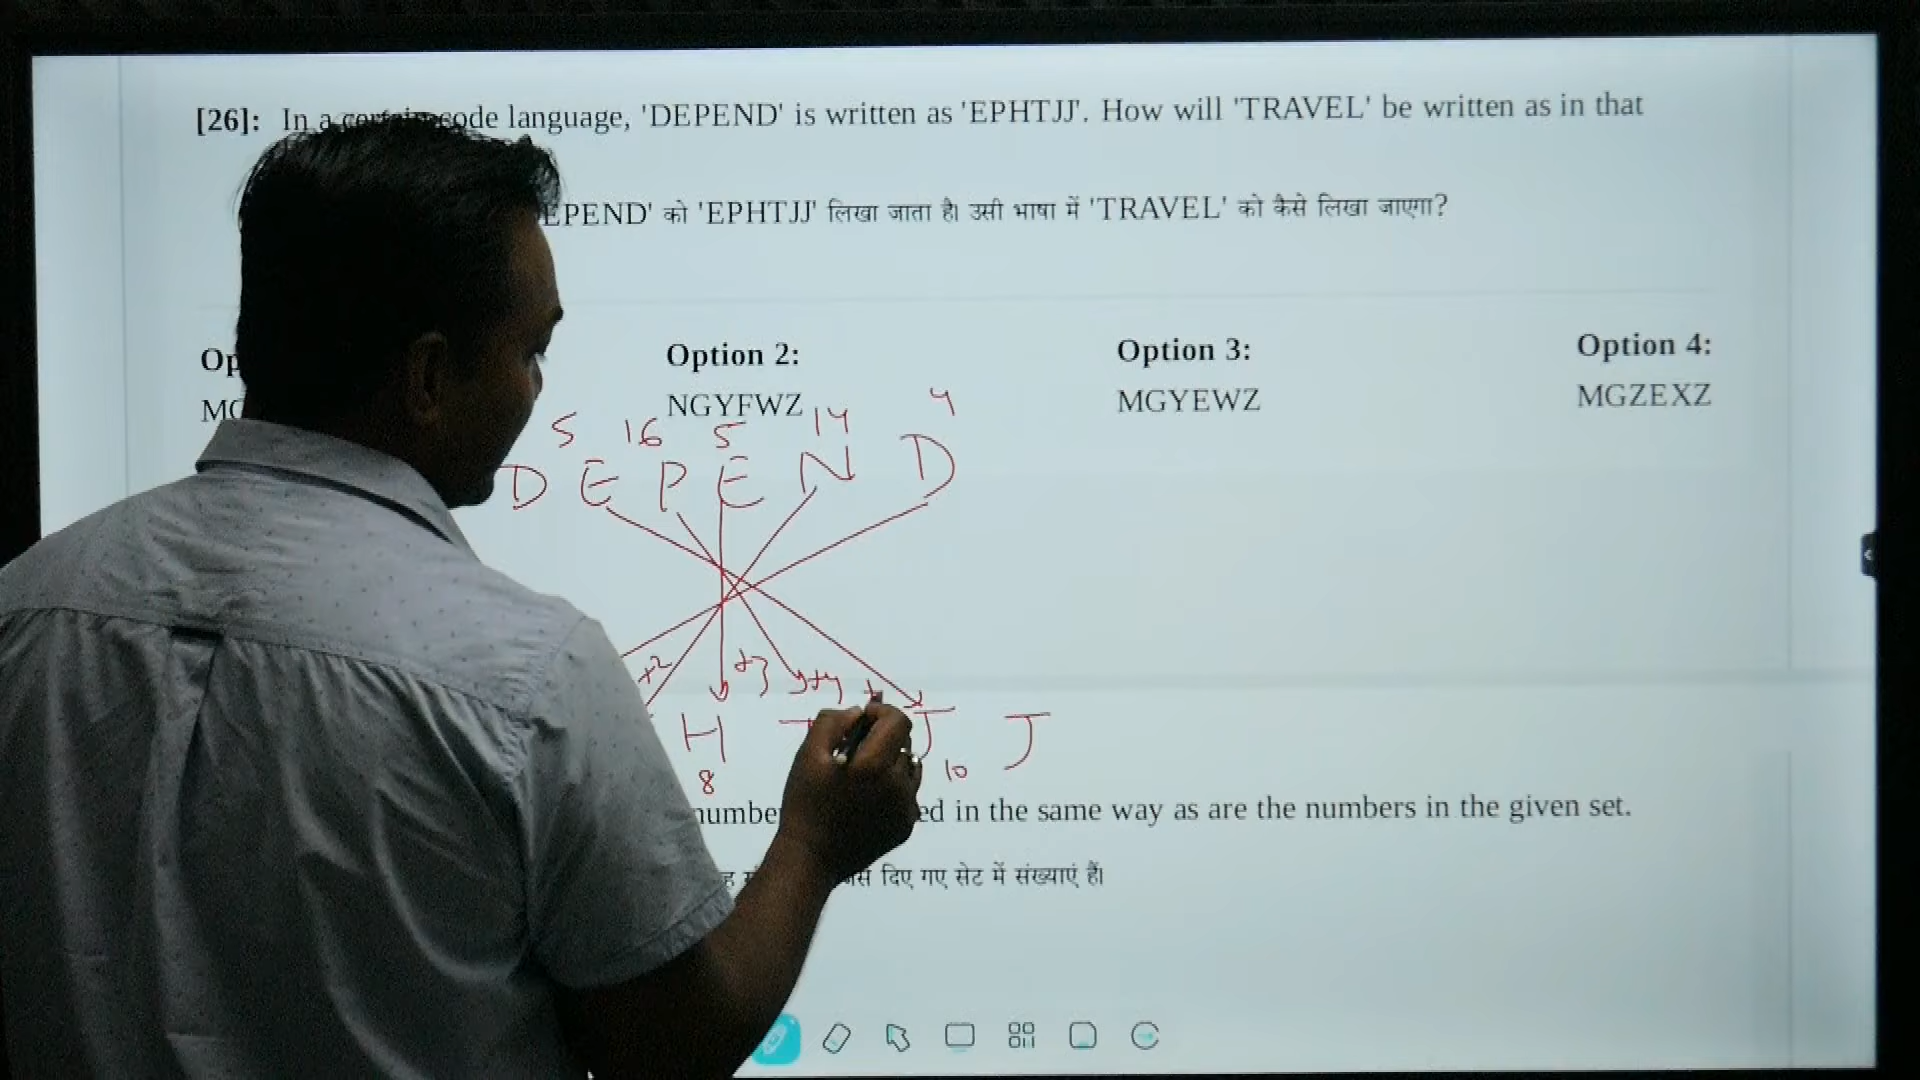 [26]: In a certain code language, 'DEPEND' is written as 'EPHTJJ'. How will 'TRAVEL' be written as in that
EPEND' को 'EPHTJJ' लिखा जाता है। उसी भाषा में 'TRAVEL' को कैसे लिखा जाएगा?
Option 2: Option 3: Option 4:
NGYFWZ MGYEWZ MGZEXZ
5 16 5 14 4
D E P E N D
+2 +3 +4
H J J
8 10
in the same way as are the numbers in the given set.
दिए गए सेट में संख्याएं हैं।